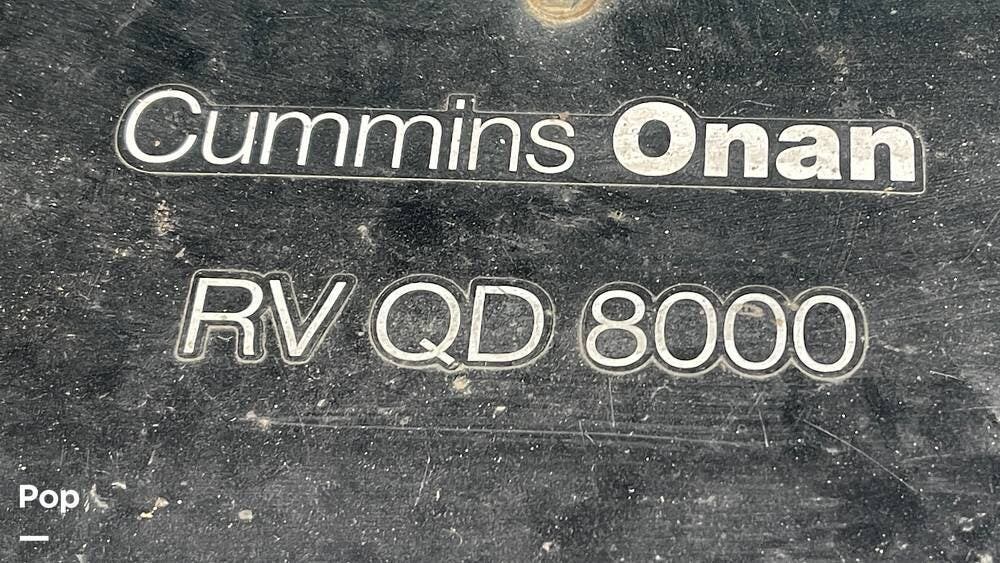 Cummins Onan
RV QD 8000
Pop